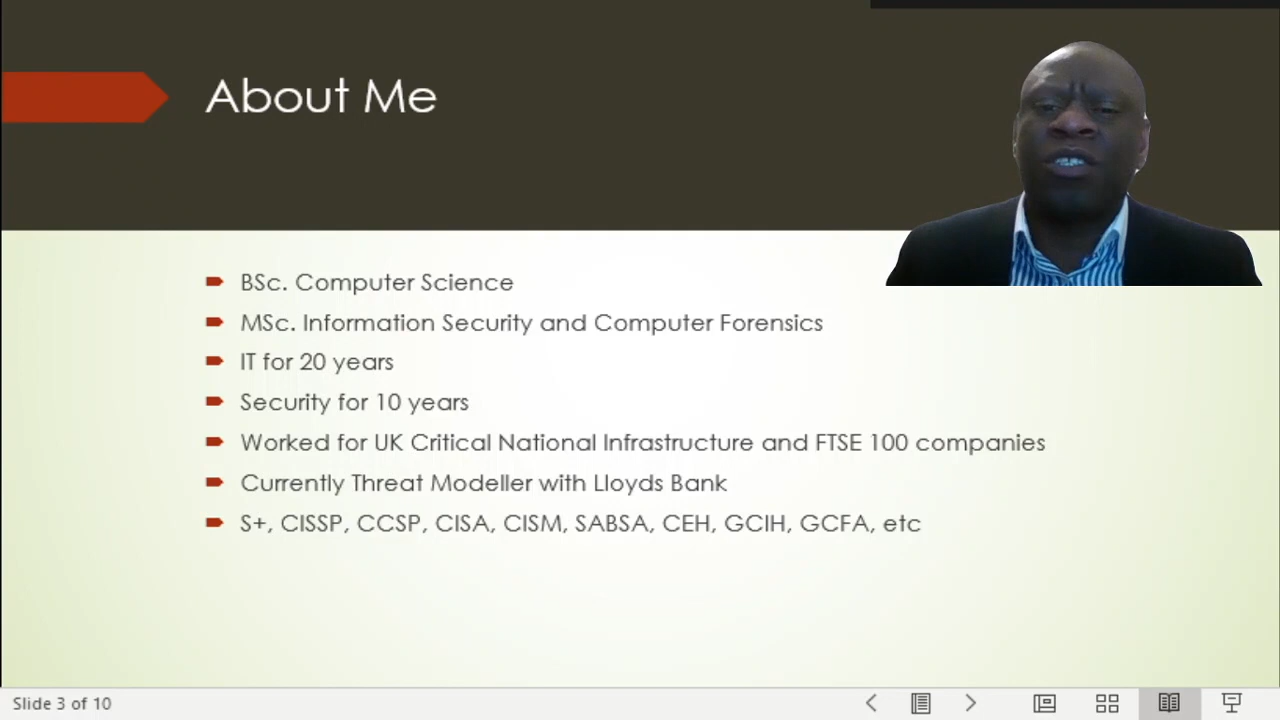 About Me
BSc. Computer Science
MSc. Information Security and Computer Forensics
IT for 20 years
Security for 10 years
Worked for UK Critical National Infrastructure and FTSE 100 companies
Currently Threat Modeller with Lloyds Bank
S+, CISSP, CCSP, CISA, CISM, SABSA, CEH, GCIH, GCFA, etc
Slide 3 of 10